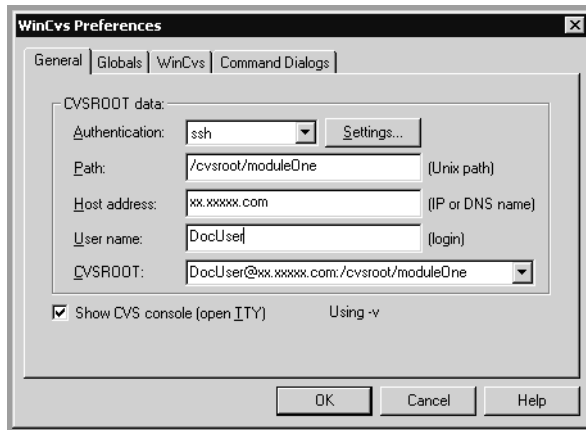 WinCvs Preferences
General Globals WinCvs Command Dialogs
CVSROOT data:
Authentication: ssh Settings...
Path: /cvsroot/moduleOne (Unix path)
Host address: xx.xxxxx.com (IP or DNS name)
User name: DocUser (login)
CVSROOT: DocUser@xx.xxxxx.com:/cvsroot/moduleOne
Show CVS console (open TTY) Using -v
OK Cancel Help